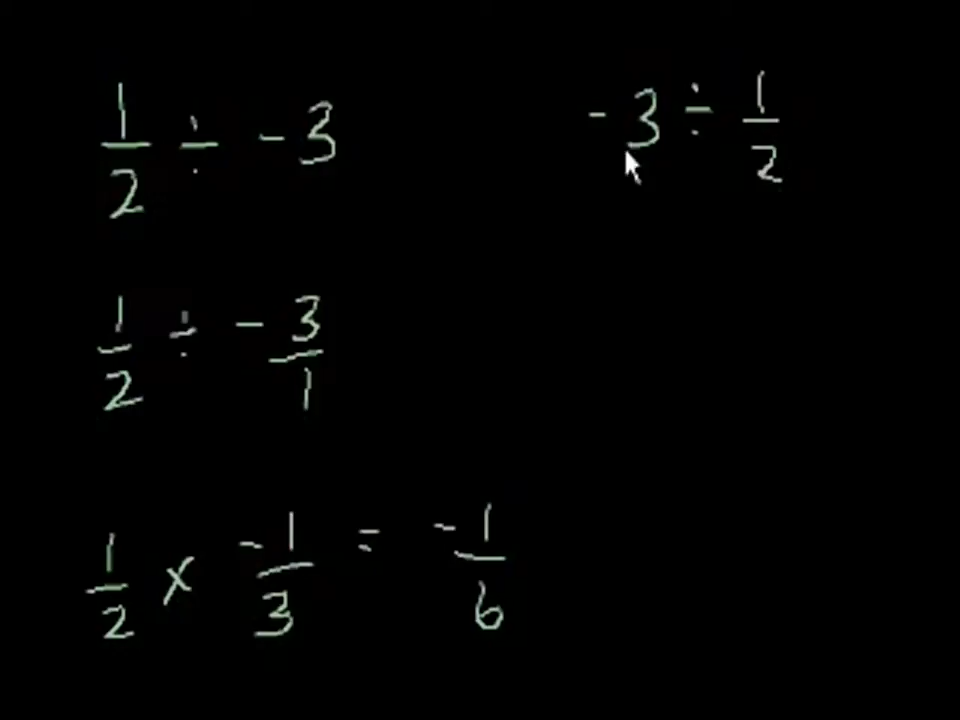 1/2 ÷ -3
-3 ÷ 1/2
1/2 ÷ -3/1
1/2 x -1/3 = -1/6